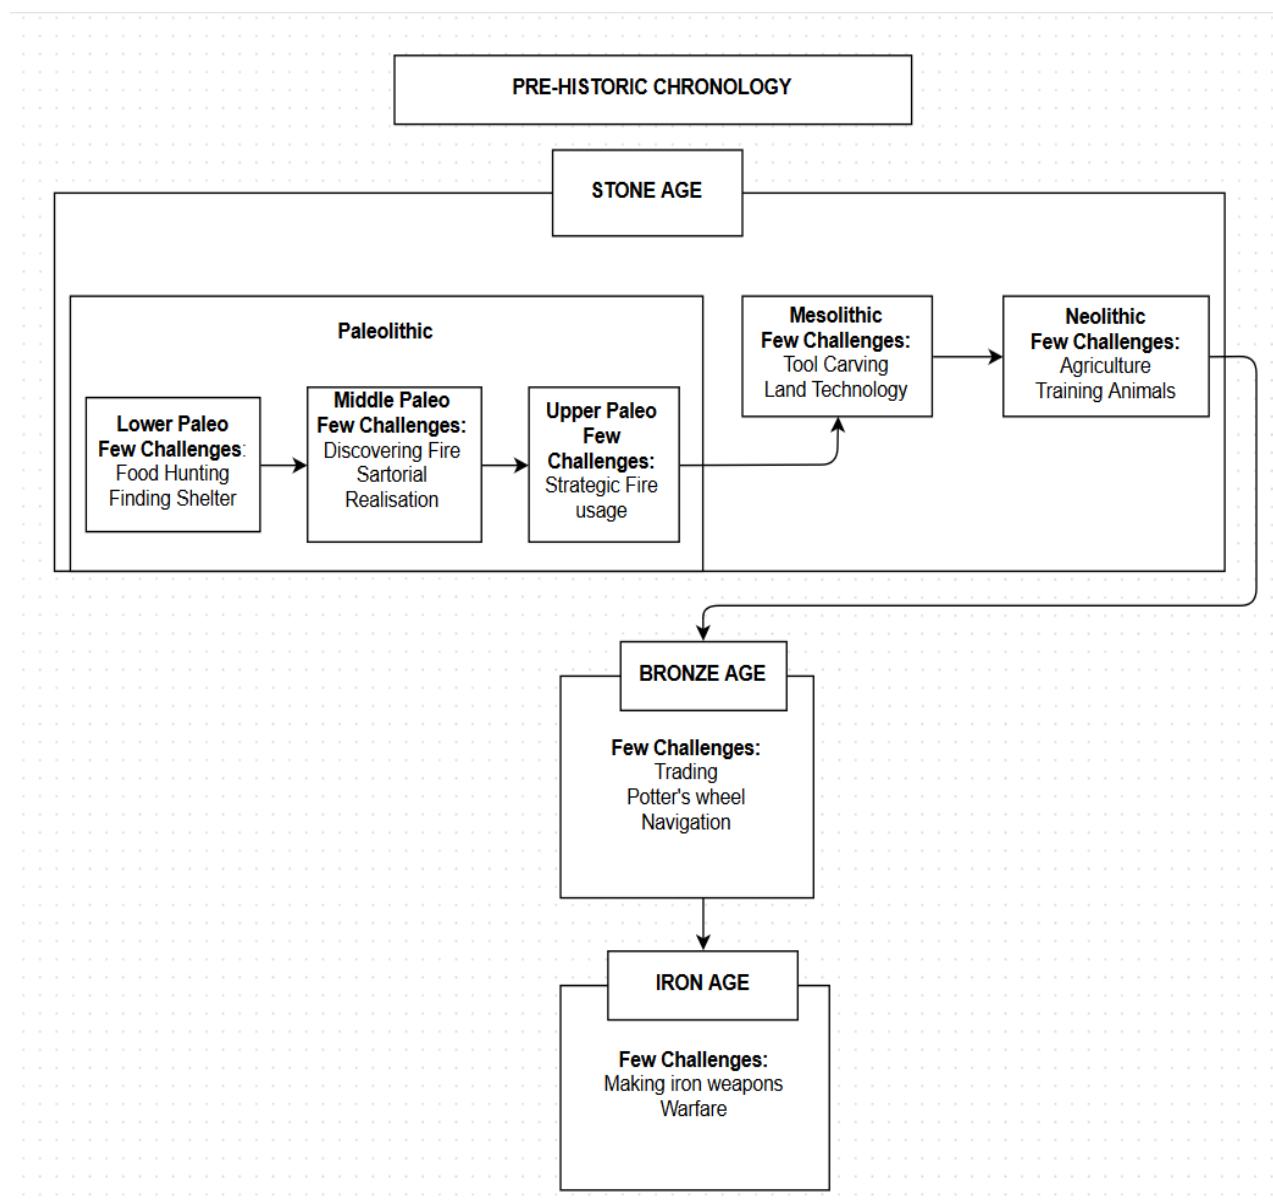 PRE-HISTORIC CHRONOLOGY
STONE AGE
Paleolithic
Lower Paleo
Few Challenges:
Food Hunting
Finding Shelter
Middle Paleo
Few Challenges:
Discovering Fire
Sartorial
Realisation
Upper Paleo
Few
Challenges:
Strategic Fire
usage
Mesolithic
Few Challenges:
Tool Carving
Land Technology
Neolithic
Few Challenges:
Agriculture
Training Animals
BRONZE AGE
Few Challenges:
Trading
Potter's wheel
Navigation
IRON AGE
Few Challenges:
Making iron weapons
Warfare